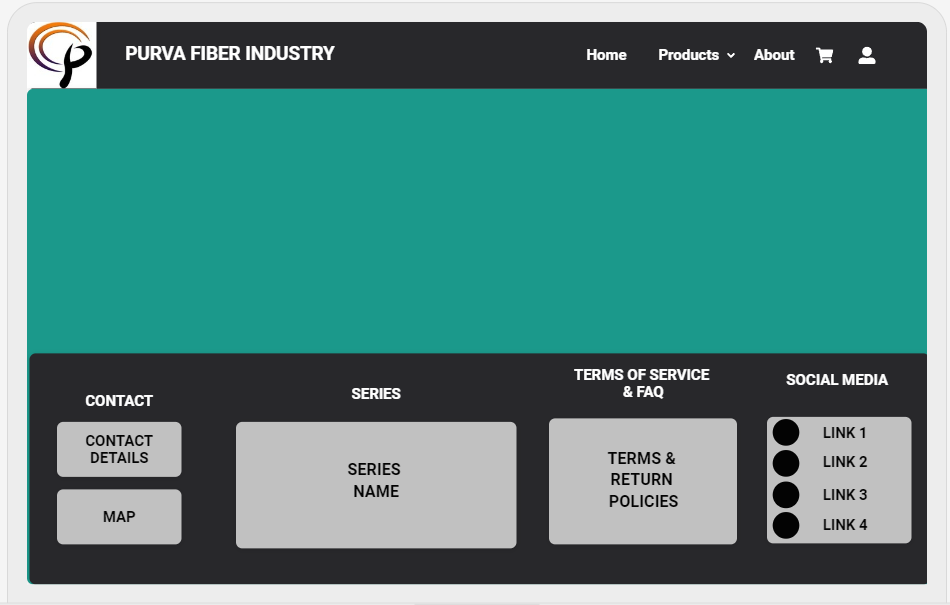 PURVA FIBER INDUSTRY
Home
Products
About
CONTACT
CONTACT
DETAILS
MAP
SERIES
SERIES
NAME
TERMS OF SERVICE
& FAQ
TERMS &
RETURN
POLICIES
SOCIAL MEDIA
LINK 1
LINK 2
LINK 3
LINK 4